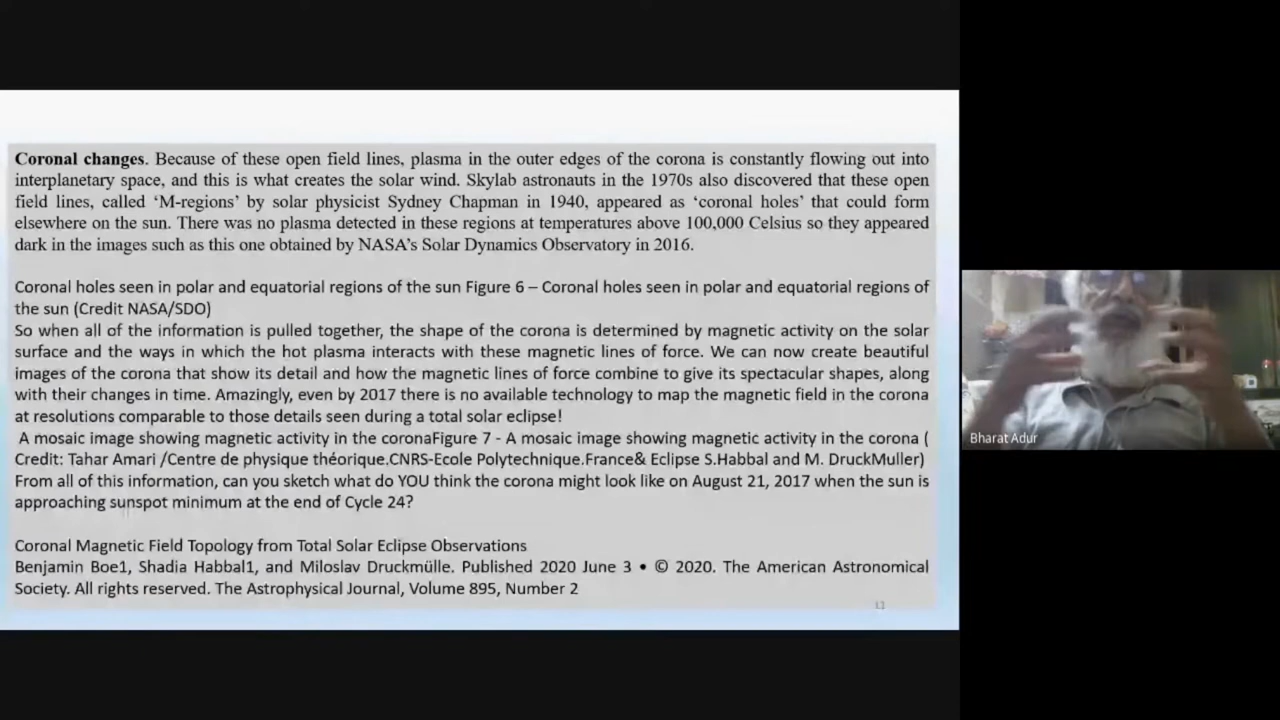 Coronal changes. Because of these open field lines, plasma in the outer edges of the corona is constantly flowing out into
interplanetary space, and this is what creates the solar wind. Skylab astronauts in the 1970s also discovered that these open
field lines, called ‘M-regions’ by solar physicist Sydney Chapman in 1940, appeared as ‘coronal holes’ that could form
elsewhere on the sun. There was no plasma detected in these regions at temperatures above 100,000 Celsius so they appeared
dark in the images such as this one obtained by NASA’s Solar Dynamics Observatory in 2016.
Coronal holes seen in polar and equatorial regions of the sun Figure 6 – Coronal holes seen in polar and equatorial regions of
the sun (Credit NASA/SDO)
So when all of the information is pulled together, the shape of the corona is determined by magnetic activity on the solar
surface and the ways in which the hot plasma interacts with these magnetic lines of force. We can now create beautiful
images of the corona that show its detail and how the magnetic lines of force combine to give its spectacular shapes, along
with their changes in time. Amazingly, even by 2017 there is no available technology to map the magnetic field in the corona
at resolutions comparable to those details seen during a total solar eclipse!
A mosaic image showing magnetic activity in the coronaFigure 7 - A mosaic image showing magnetic activity in the corona (
Credit: Tahar Amari /Centre de physique théorique.CNRS-Ecole Polytechnique.France& Eclipse S.Habbal and M. DruckMuller)
From all of this information, can you sketch what do YOU think the corona might look like on August 21, 2017 when the sun is
approaching sunspot minimum at the end of Cycle 24?
Coronal Magnetic Field Topology from Total Solar Eclipse Observations
Benjamin Boe1, Shadia Habbal1, and Miloslav Druckmülle. Published 2020 June 3 • © 2020. The American Astronomical
Society. All rights reserved. The Astrophysical Journal, Volume 895, Number 2
Bharat Adur